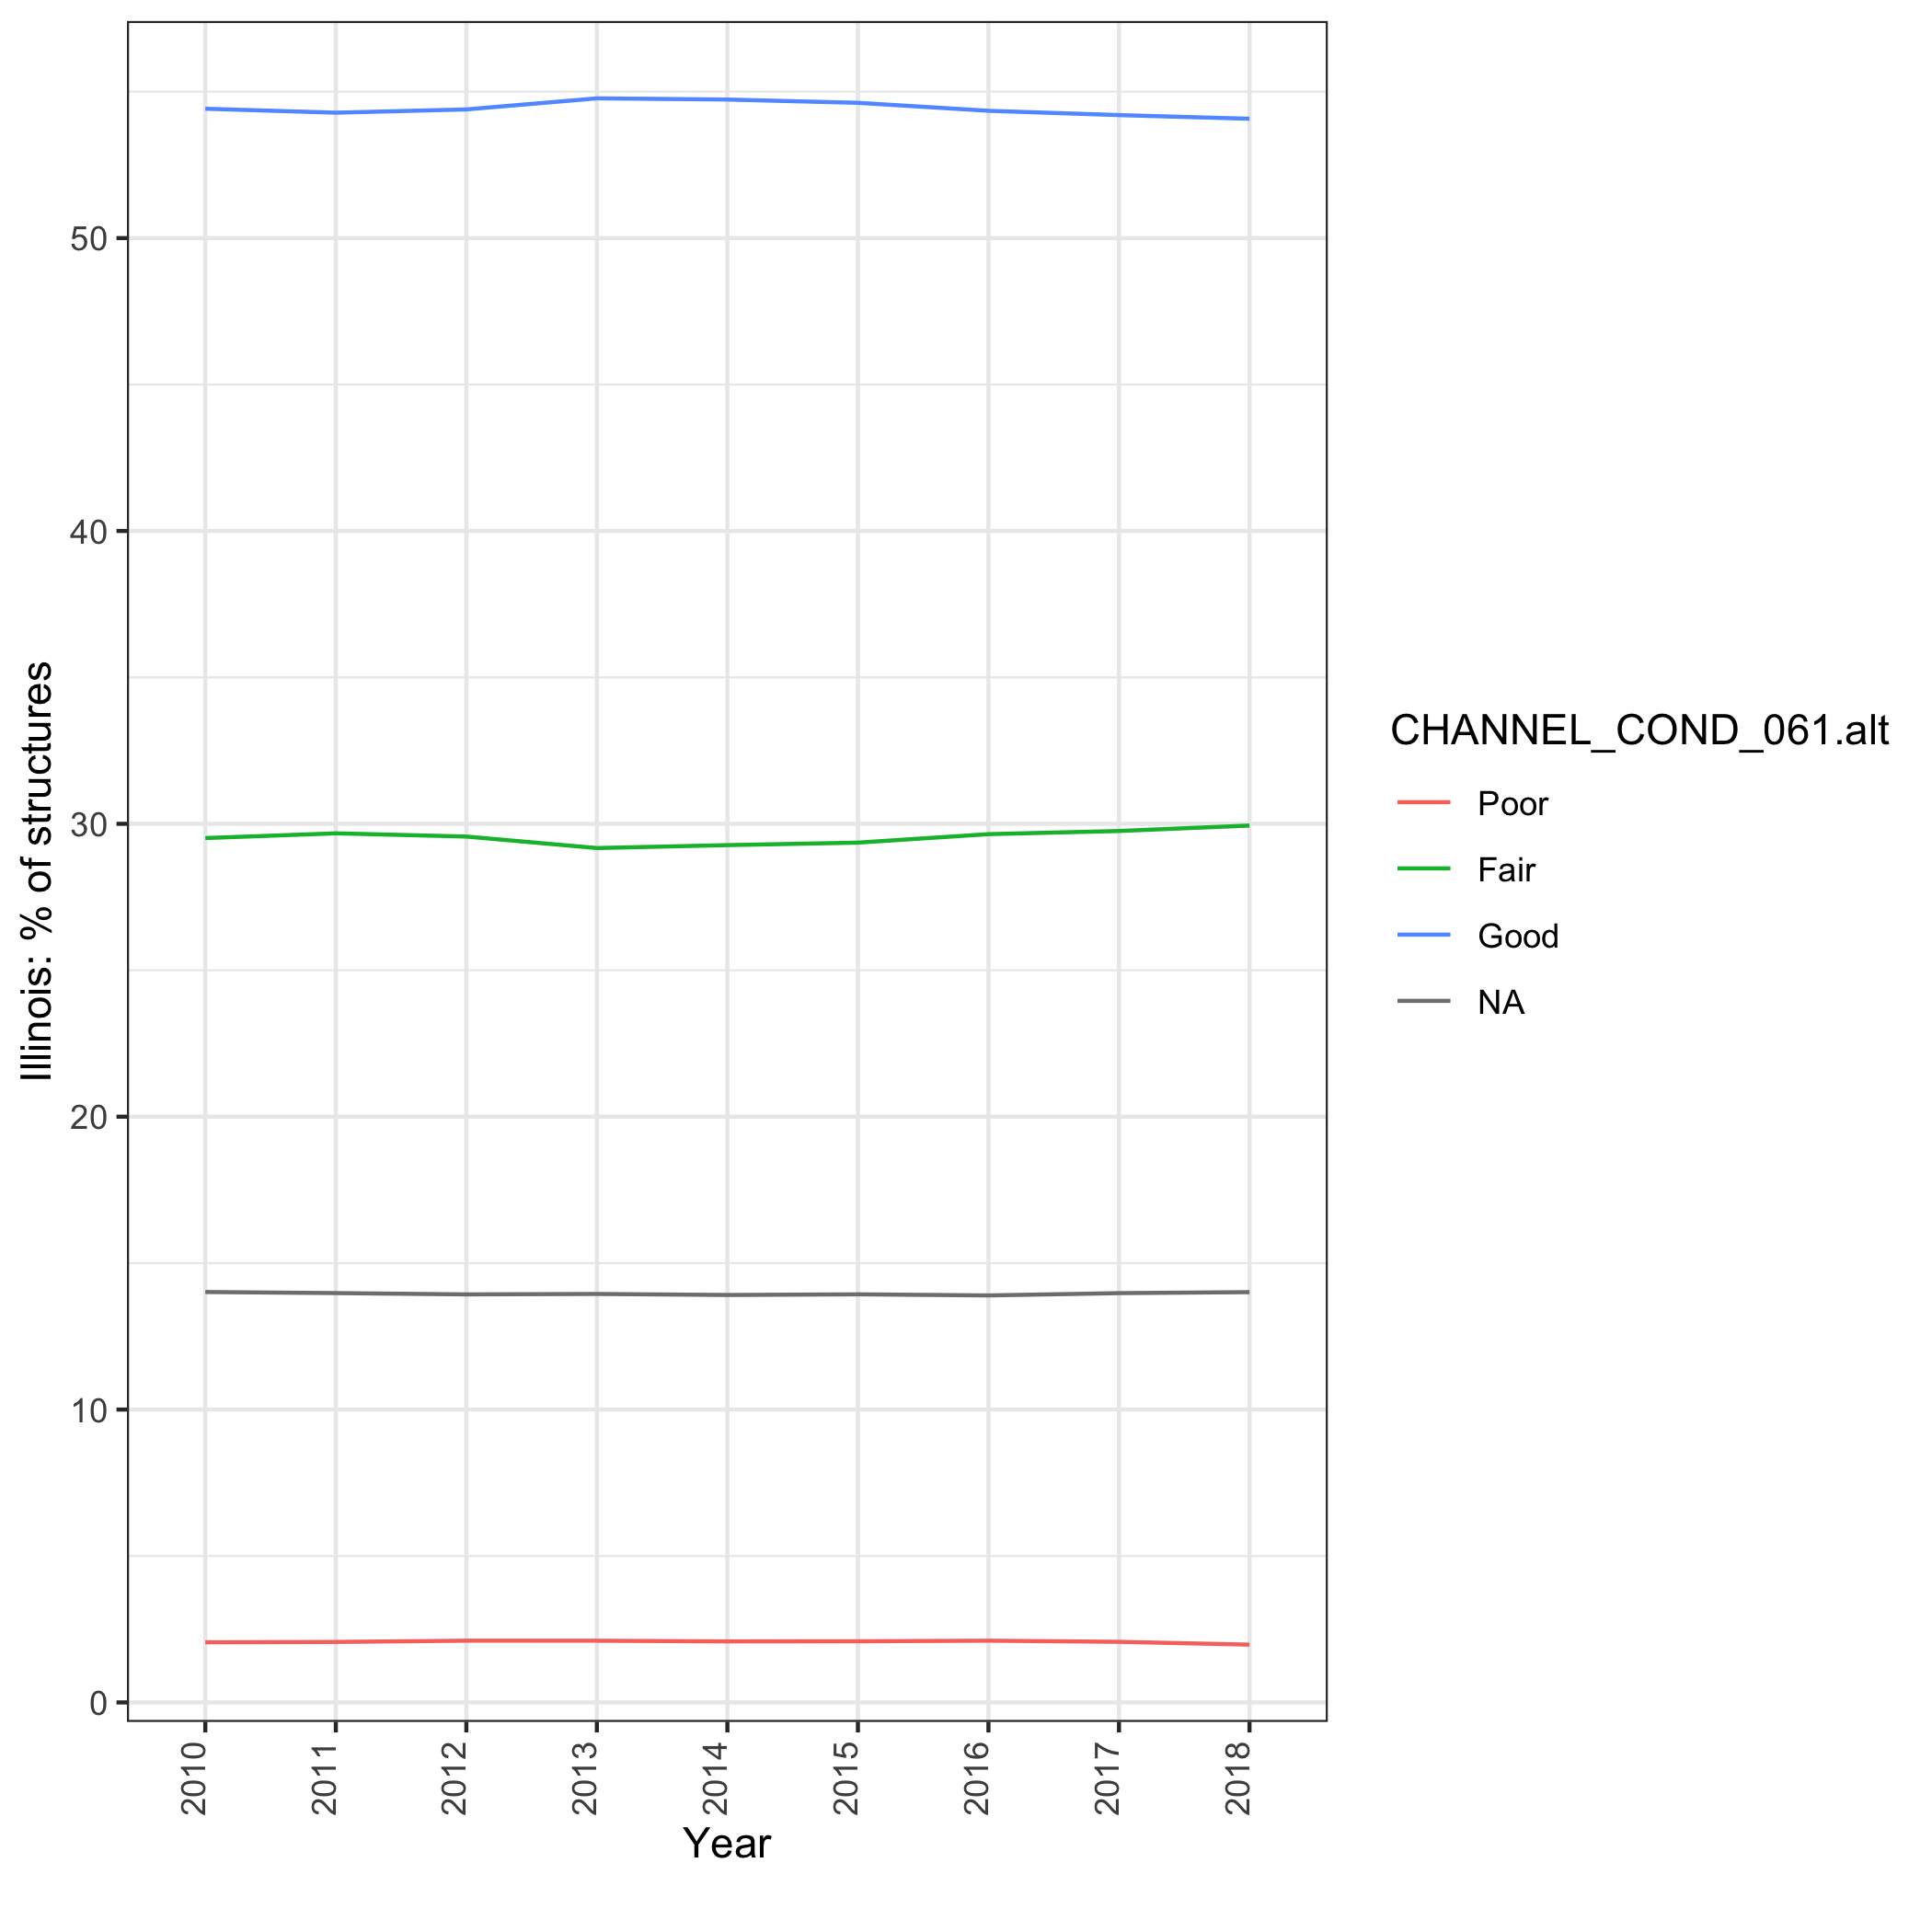 Illinois: % of structures
50
40
30
20
10
0
2010
2011
2012
2013
2014
2015
2016
2017
2018
Year
CHANNEL_COND_061.alt
Poor
Fair
Good
NA